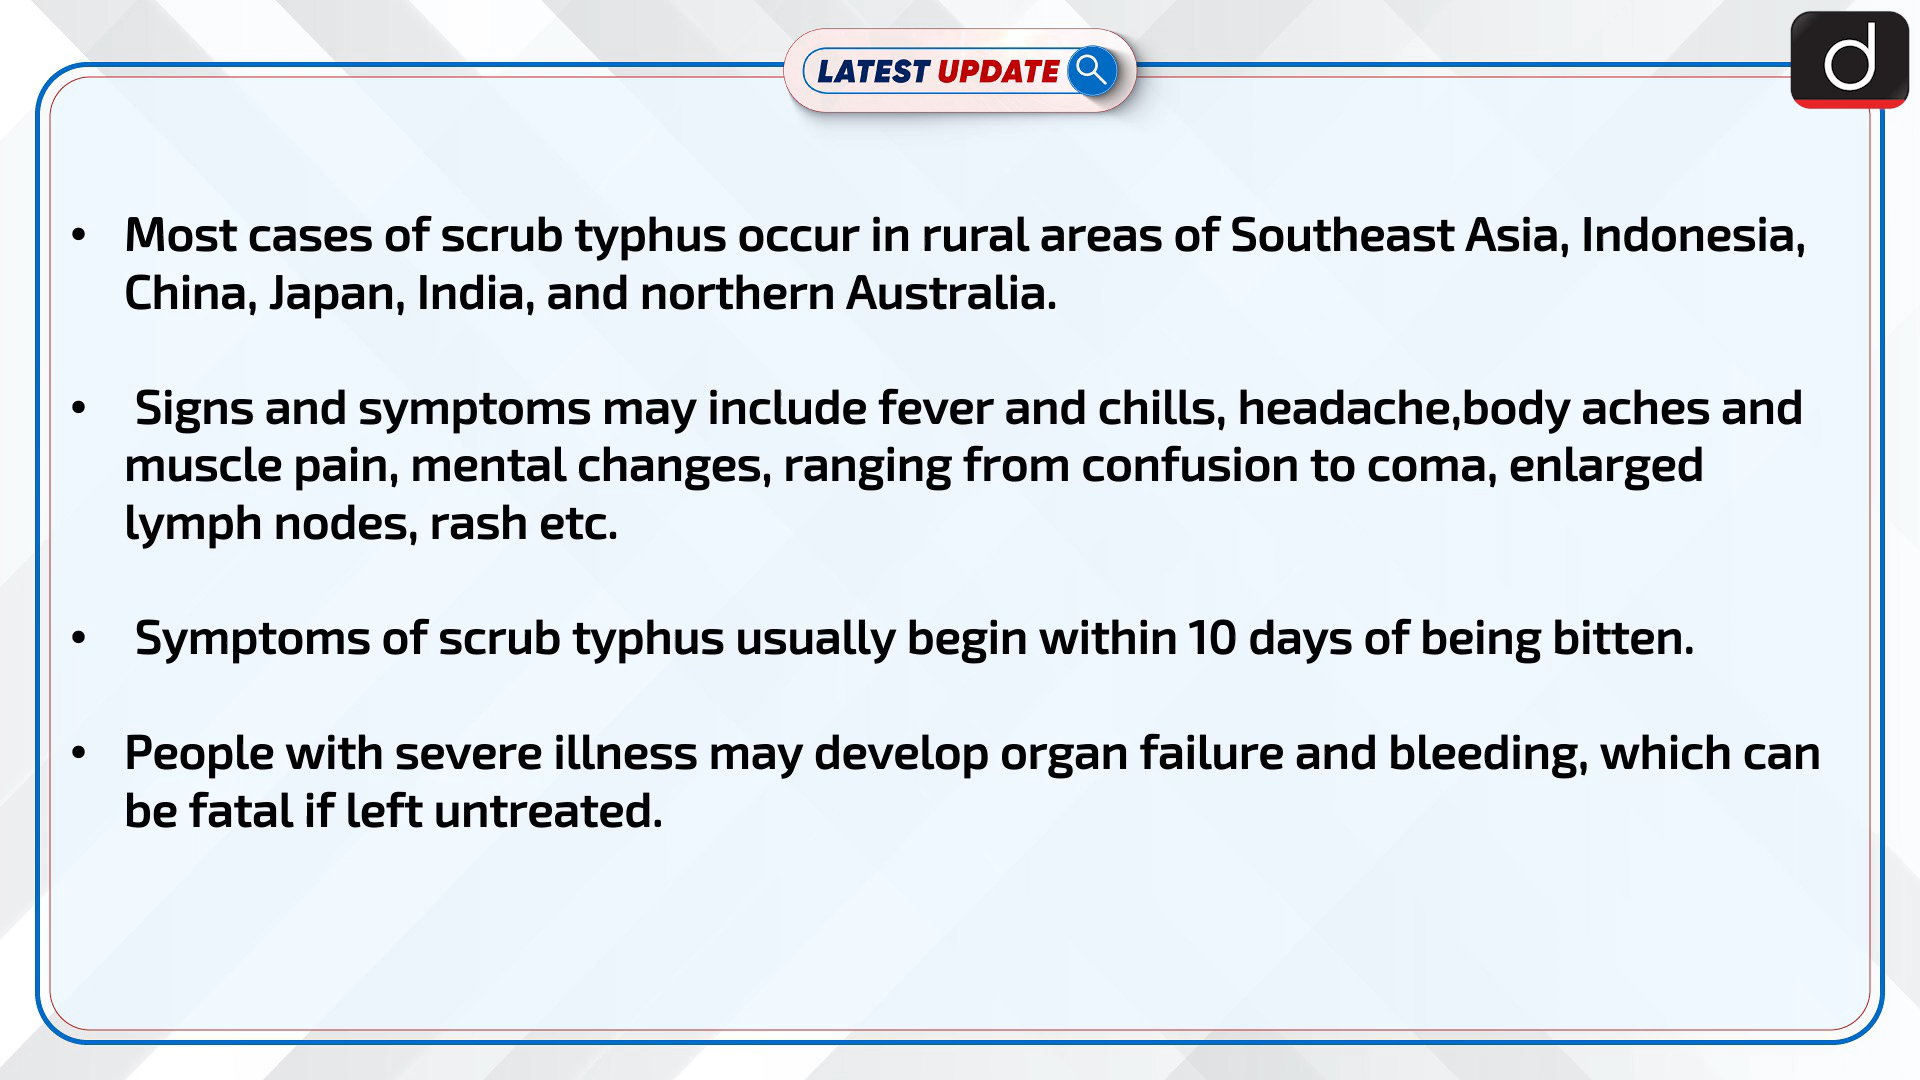 LATEST UPDATE
d
• Most cases of scrub typhus occur in rural areas of Southeast Asia, Indonesia,
China, Japan, India, and northern Australia.
• Signs and symptoms may include fever and chills, headache,body aches and
muscle pain, mental changes, ranging from confusion to coma, enlarged
lymph nodes, rash etc.
• Symptoms of scrub typhus usually begin within 10 days of being bitten.
• People with severe illness may develop organ failure and bleeding, which can
be fatal if left untreated.